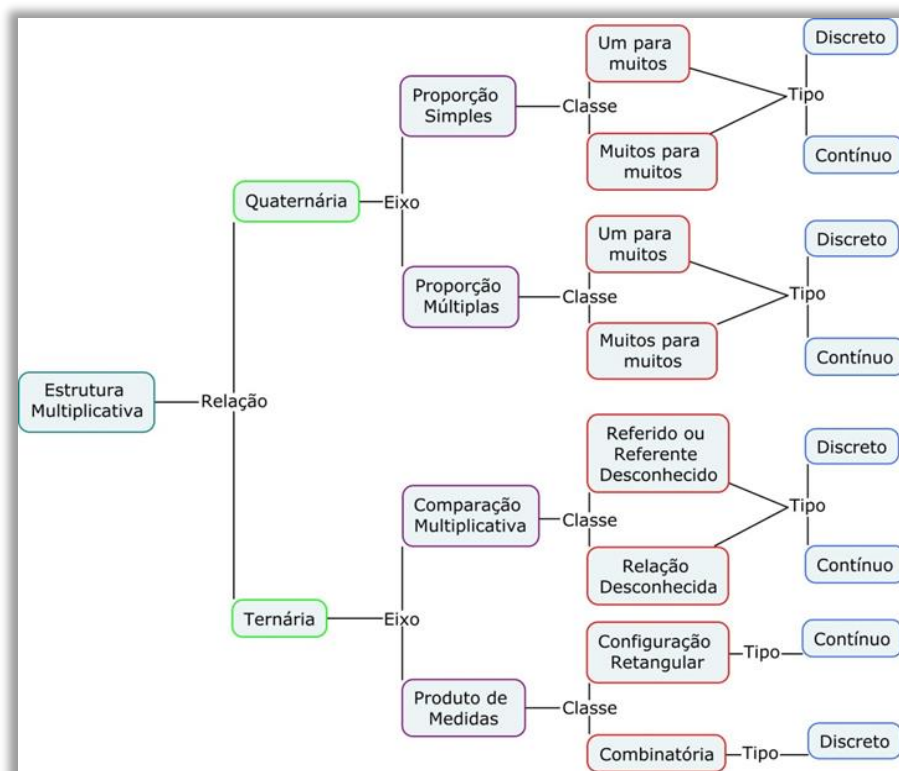 Um para
muitos
Discreto
Proporção
Simples
Classe
Tipo
Muitos para
muitos
Contínuo
Quaternária
Eixo
Um para
muitos
Discreto
Proporção
Múltiplas
Classe
Tipo
Muitos para
muitos
Contínuo
Estrutura
Multiplicativa
Relação
Referido ou
Referente
Desconhecido
Discreto
Comparação
Multiplicativa
Classe
Tipo
Relação
Desconhecida
Contínuo
Ternária
Eixo
Configuração
Retangular
Tipo
Contínuo
Produto de
Medidas
Classe
Combinatória
Tipo
Discreto